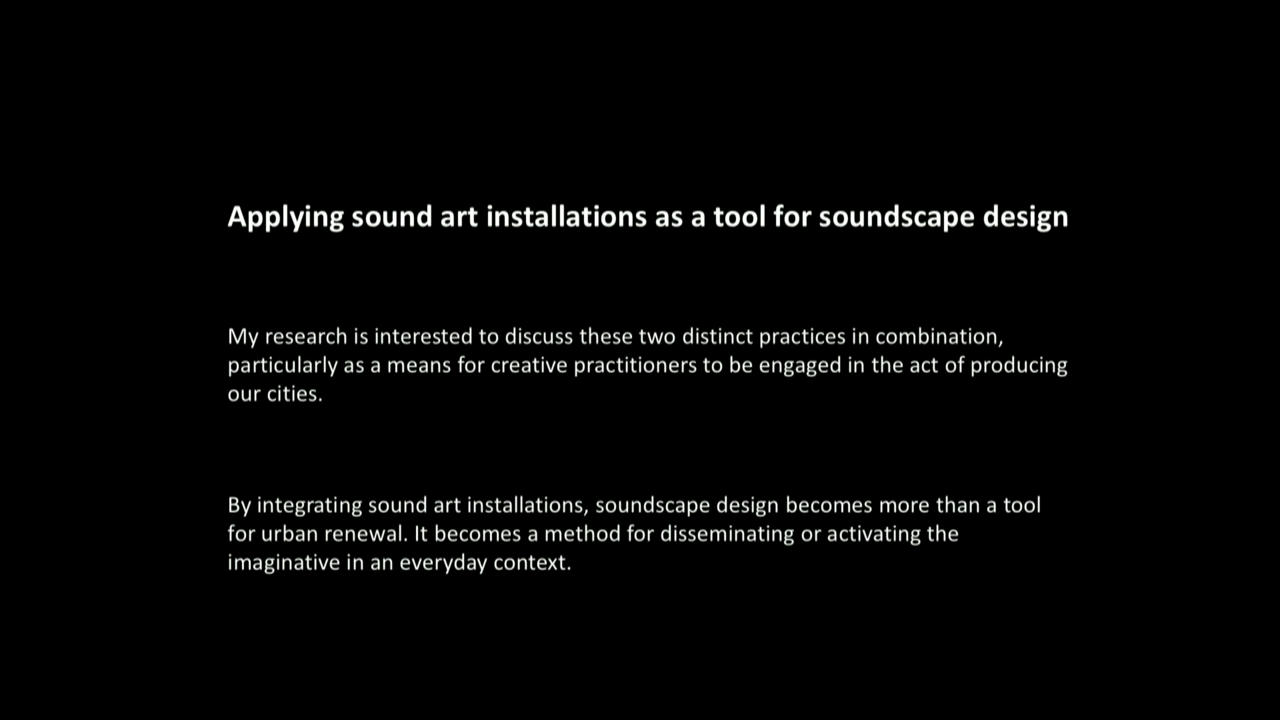 Applying sound art installations as a tool for soundscape design
My research is interested to discuss these two distinct practices in combination,
particularly as a means for creative practitioners to be engaged in the act of producing
our cities.
By integrating sound art installations, soundscape design becomes more than a tool
for urban renewal. It becomes a method for disseminating or activating the
imaginative in an everyday context.